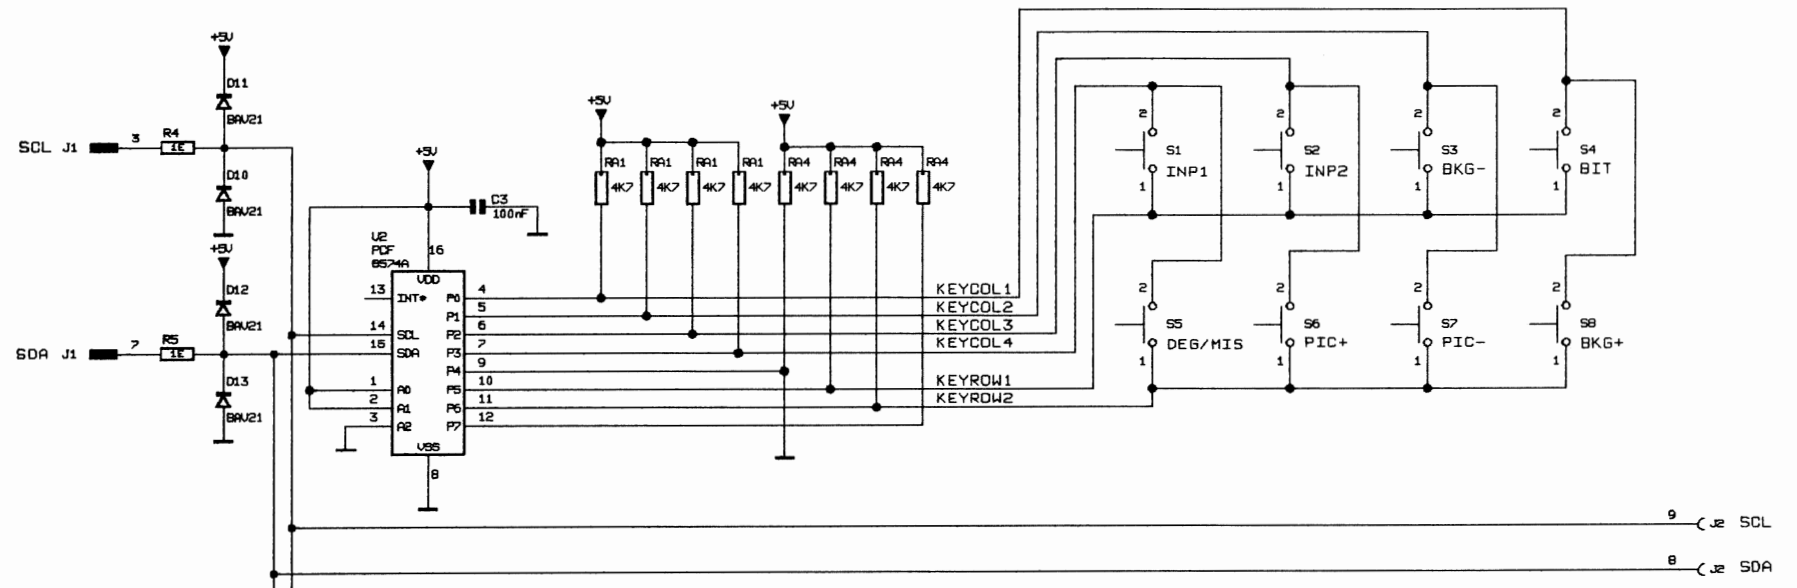 +5V
D11
BAV21
SCL J1 3 R4 1E
D10
BAV21
+5V
D12
BAV21
SDA J1 7 R5 1E
D13
BAV21
+5V
C3
100nF
U2
PCF
8574A
16
VDD
13 INT* P0 4
P1 5
14 SCL P2 6
15 SDA P3 7
P4 9
1 A0 P5 10
2 A1 P6 11
3 A2 P7 12
VSS
8
+5V
RA1 RA1 RA1 RA1
4K7 4K7 4K7 4K7
+5V
RA4 RA4 RA4 RA4
4K7 4K7 4K7 4K7
KEYCOL1
KEYCOL2
KEYCOL3
KEYCOL4
KEYROW1
KEYROW2
2 2 2 2
S1 S2 S3 S4
INP1 INP2 BKG- BIT
1 1 1 1
2 2 2 2
S5 S6 S7 S8
DEG/MIS PIC+ PIC- BKG+
1 1 1 1
9 J2 SCL
8 J2 SDA